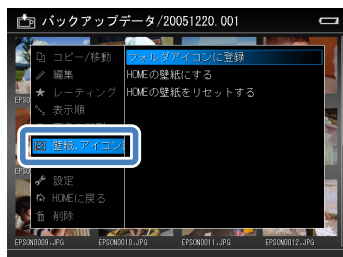 バックアップデータ/20051220.001
コピー/移動
フォルダアイコンに登録
編集
HOMEの壁紙にする
レーティング
HOMEの壁紙をリセットする
表示順
壁紙,アイコン
設定
HOMEに戻る
削除
EPSON0009.JPG
EPSON0010.JPG
EPSON0011.JPG
EPSON0012.JPG